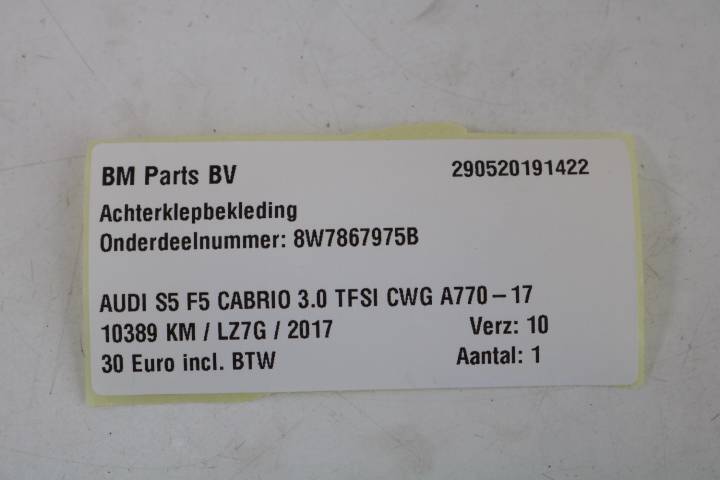 BM Parts BV 290520191422
Achterklepbekleding
Onderdeelnummer: 8W7867975B
AUDI S5 F5 CABRIO 3.0 TFSI CWG A770-17
10389 KM / LZ7G / 2017 Verz: 10
30 Euro incl. BTW Aantal: 1